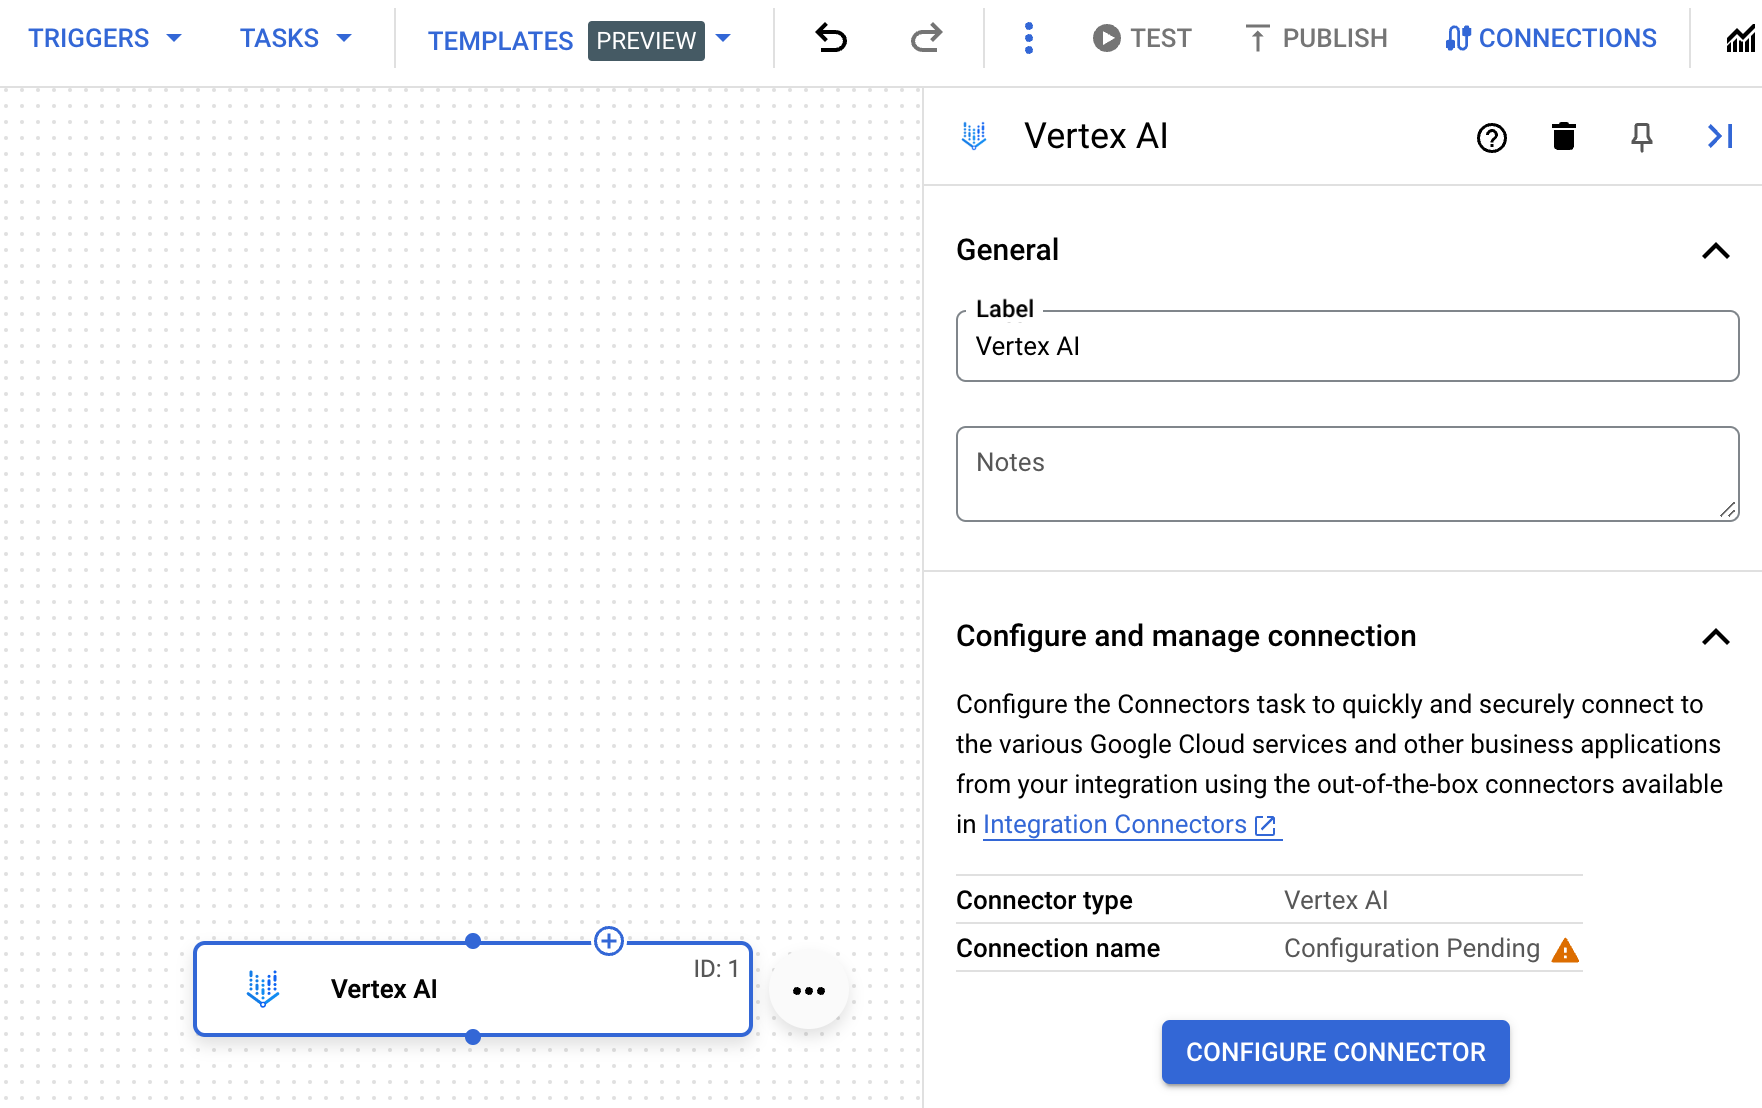 TRIGGERS TASKS TEMPLATES PREVIEW TEST PUBLISH CONNECTIONS
Vertex AI
General
Label
Vertex AI
Notes
Configure and manage connection
Configure the Connectors task to quickly and securely connect to
the various Google Cloud services and other business applications
from your integration using the out-of-the-box connectors available
in Integration Connectors
Connector type Vertex AI
Connection name Configuration Pending
CONFIGURE CONNECTOR
ID: 1
Vertex AI